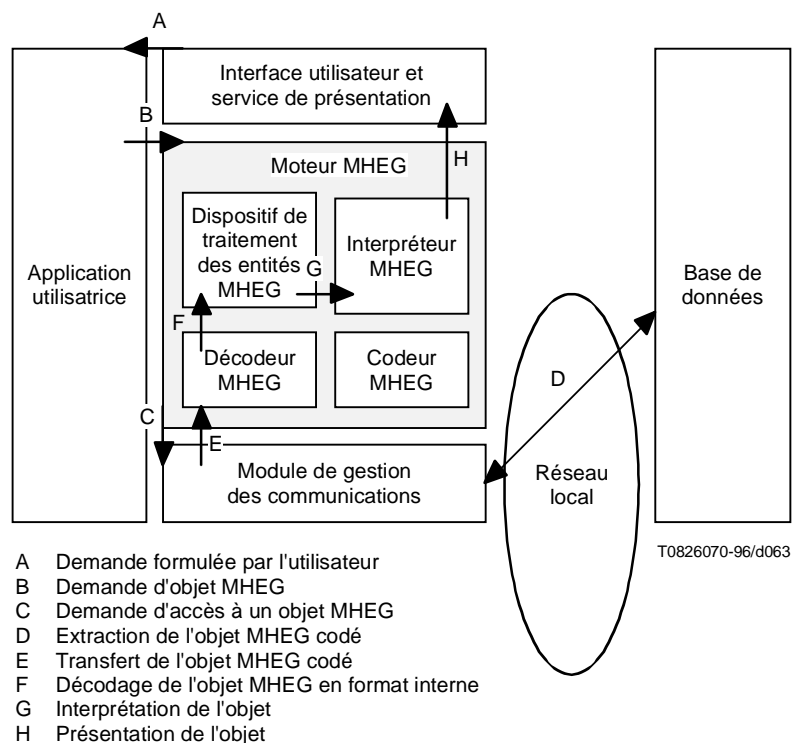 A
Interface utilisateur et
service de présentation
B
H
Moteur MHEG
Dispositif de
traitement
des entités
MHEG
G
Interpréteur
MHEG
Application
utilisatrice
Base de
données
F
Décodeur
MHEG
Codeur
MHEG
D
C
E
Module de gestion
des communications
Réseau
local
T0826070-96/d063
A Demande formulée par l'utilisateur
B Demande d'objet MHEG
C Demande d'accès à un objet MHEG
D Extraction de l'objet MHEG codé
E Transfert de l'objet MHEG codé
F Décodage de l'objet MHEG en format interne
G Interprétation de l'objet
H Présentation de l'objet